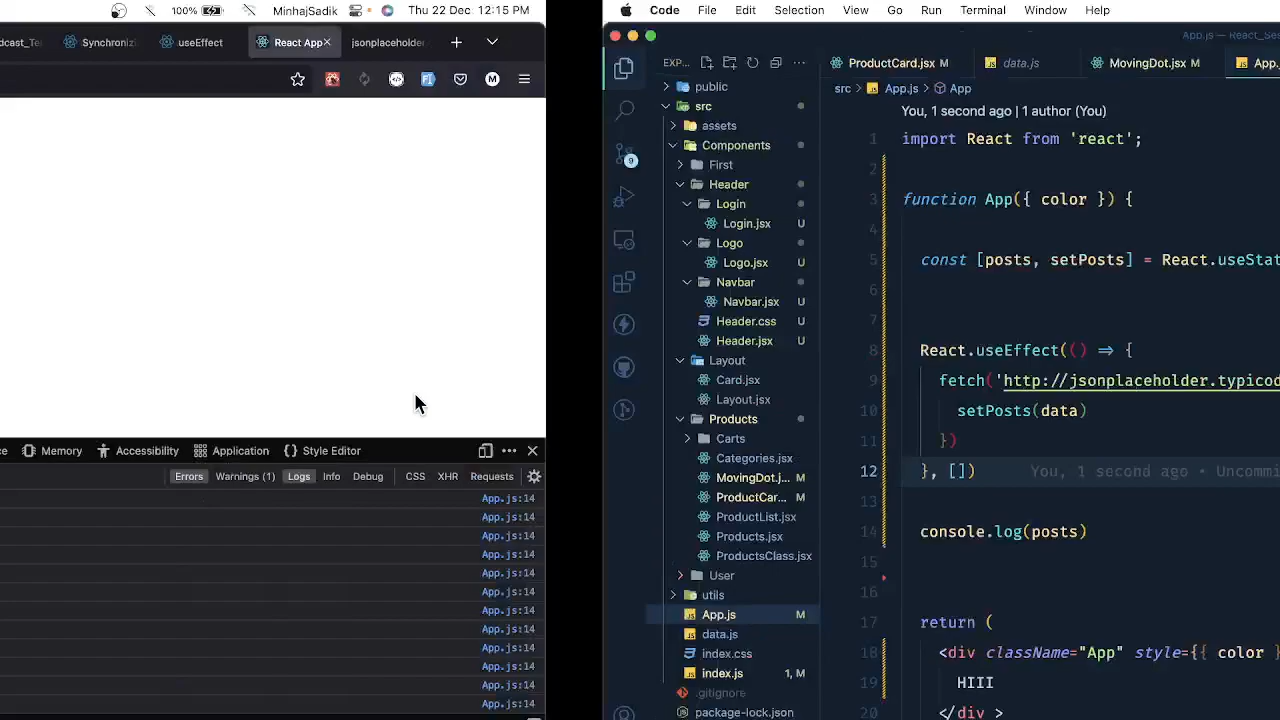 100% MinhajSadik Thu 22 Dec 12:15 PM
dcast_Te Synchroniz useEffect React App jsonplaceholder
M
e Memory Accessibility Application Style Editor
Errors Warnings (1) Logs Info Debug CSS XHR Requests
App.js:14
App.js:14
App.js:14
App.js:14
App.js:14
App.js:14
App.js:14
App.js:14
App.js:14
App.js:14
App.js:14
App.js:14
Code File Edit Selection View Go Run Terminal Window Help
App.js — React_Ses
EXP...
9
public
src
assets
Components
First
Header
Login
Login.jsx U
Logo
Logo.jsx U
Navbar
Navbar.jsx U
Header.css U
Header.jsx U
Layout
Card.jsx
Layout.jsx
Products
Carts
Categories.jsx
MovingDot.j... M
ProductCar... M
ProductList.jsx
Products.jsx
ProductsClass.jsx
User
utils
App.js M
data.js
index.css
index.js 1, M
.gitignore
package-lock.json
ProductCard.jsx M data.js MovingDot.jsx M App.
src > App.js > App
You, 1 second ago | 1 author (You)
1 import React from 'react';
2
3 function App({ color }) {
4
5 const [posts, setPosts] = React.useStat
6
7
8 React.useEffect(() => {
9 fetch('http://jsonplaceholder.typicod
10 setPosts(data)
11 })
12 }, []) You, 1 second ago • Uncommi
13
14 console.log(posts)
15
16
17 return (
18 <div className="App" style={{ color }
19 HIII
20 </div >